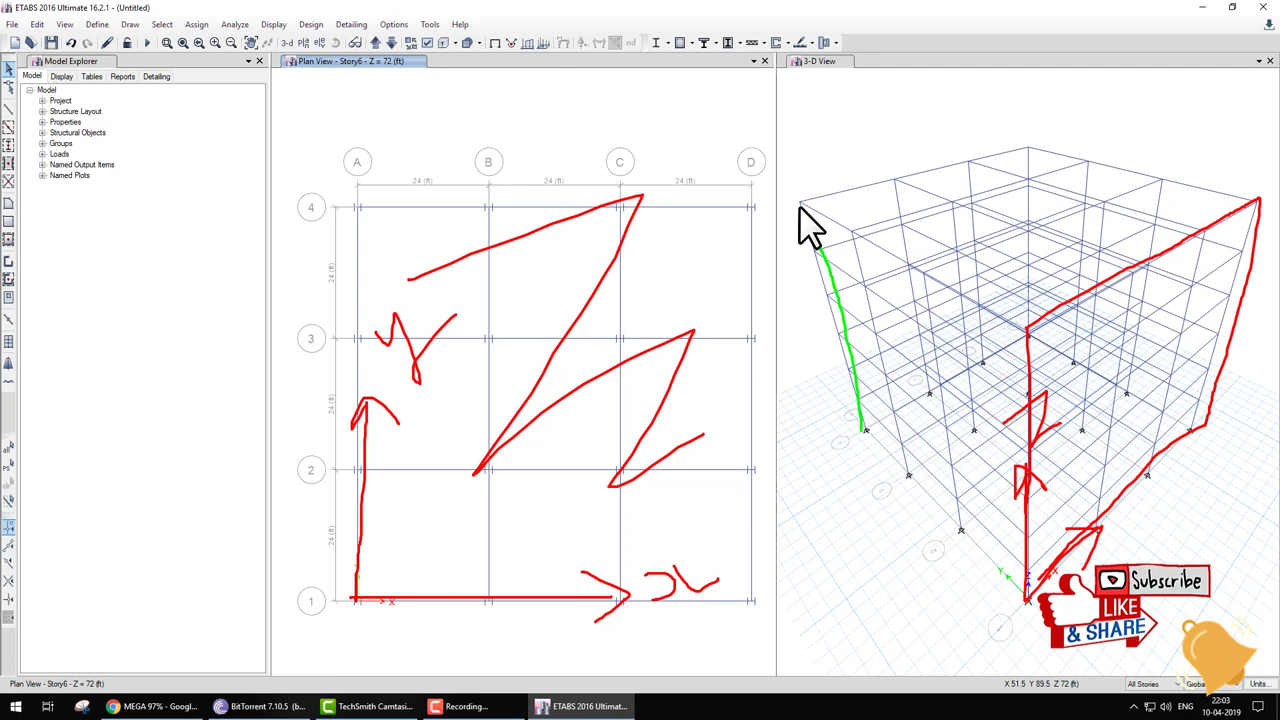 ETABS 2016 Ultimate 16.2.1 - (Untitled)
File Edit View Define Draw Select Assign Analyze Display Design Detailing Options Tools Help
3-d nd
Model Explorer
Plan View - Story6 - Z = 72 (ft)
3-D View
Model Display Tables Reports Detailing
Model
Project
Structure Layout
Properties
Structural Objects
Groups
Loads
Named Output Items
Named Plots
A B C D
24 (ft) 24 (ft) 24 (ft)
4
24 (ft)
3
24 (ft)
2
24 (ft)
1
X
y
x
Z
Y Z X
Subscribe
LIKE
& SHARE
Plan View - Story6 - Z = 72 (ft)
X 51.5 Y 89.5 Z 72 (ft)
All Stories
Global
Units...
MEGA 97% - Googl...
BitTorrent 7.10.5 (b...
TechSmith Camtasi...
Recording...
ETABS 2016 Ultimat...
ENG
22:03
10-04-2019